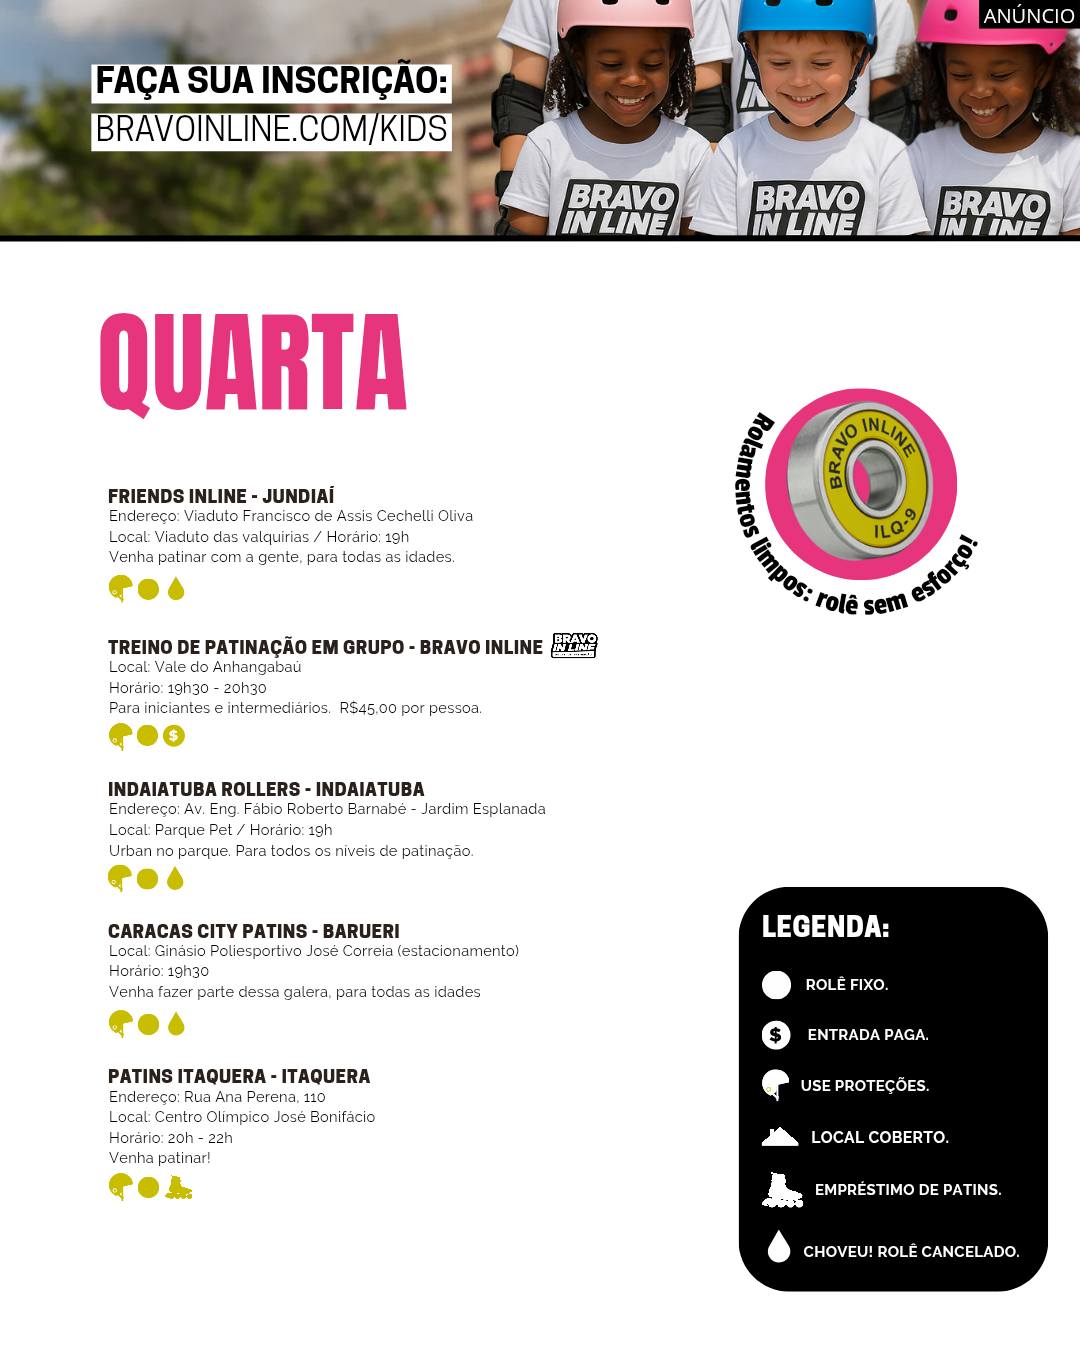 ANÚNCIO
FAÇA SUA INSCRIÇÃO:
BRAVOINLINE.COM/KIDS
BRAVO
IN LINE
BRAVO
IN LINE
BRAVO
IN LINE
QUARTA
BRAVO INLINE
ILQ-9
Rolamentos limpos: rolê sem esforço!
FRIENDS INLINE - JUNDIAÍ
Endereço: Viaduto Francisco de Assis Cechelli Oliva
Local: Viaduto das valquirias / Horário: 19h
Venha patinar com a gente, para todas as idades.
TREINO DE PATINAÇÃO EM GRUPO - BRAVO INLINE
BRAVO
IN LINE
Local: Vale do Anhangabaú
Horário: 19h30 - 20h30
Para iniciantes e intermediários. R$45,00 por pessoa.
$
INDAIATUBA ROLLERS - INDAIATUBA
Endereço: Av. Eng. Fábio Roberto Barnabé - Jardim Esplanada
Local: Parque Pet / Horário: 19h
Urban no parque. Para todos os níveis de patinação.
CARACAS CITY PATINS - BARUERI
Local: Ginásio Poliesportivo José Correia (estacionamento)
Horário: 19h30
Venha fazer parte dessa galera, para todas as idades
PATINS ITAQUERA - ITAQUERA
Endereço: Rua Ana Perena, 110
Local: Centro Olímpico José Bonifácio
Horário: 20h - 22h
Venha patinar!
LEGENDA:
ROLÊ FIXO.
$ ENTRADA PAGA.
USE PROTEÇÕES.
LOCAL COBERTO.
EMPRÉSTIMO DE PATINS.
CHOVEU! ROLÊ CANCELADO.